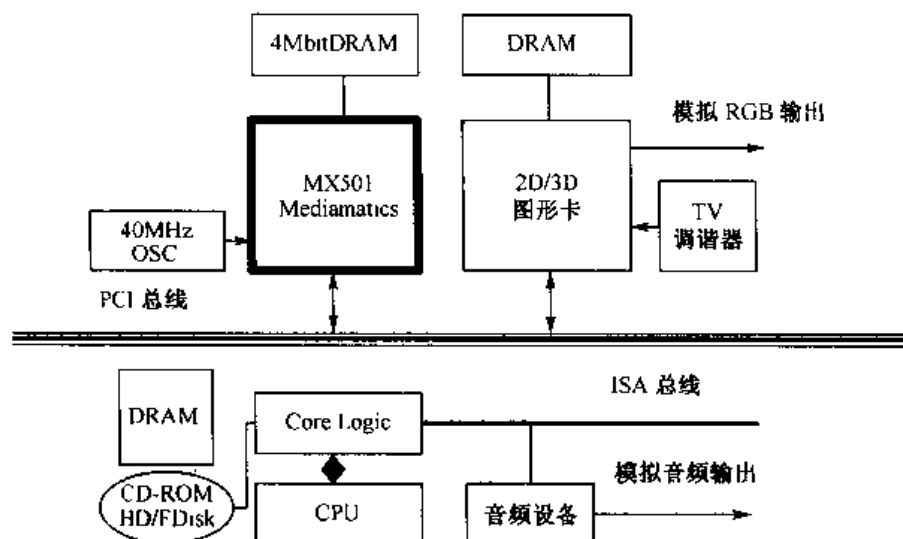 4MbitDRAM
DRAM
模拟 RGB 输出
MX501
Mediamatics
2D/3D
图形卡
TV
调谐器
40MHz
OSC
PCI 总线
ISA 总线
DRAM
Core Logic
模拟音频输出
CD-ROM
HD/FDisk
CPU
音频设备